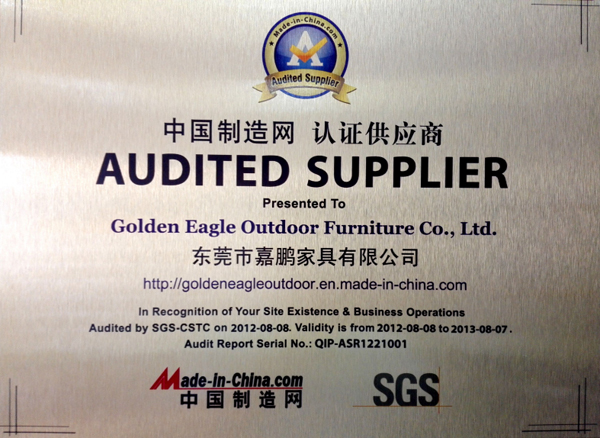 Made-in-China.com
Audited Supplier
中国制造网 认证供应商
AUDITED SUPPLIER
Presented To
Golden Eagle Outdoor Furniture Co., Ltd.
东莞市嘉鹏家具有限公司
http://goldeneagleoutdoor.en.made-in-china.com
In Recognition of Your Site Existence & Business Operations
Audited by SGS-CSTC on 2012-08-08. Validity is from 2012-08-08 to 2013-08-07.
Audit Report Serial No.: QIP-ASR1221001
Made-in-China.com
中国制造网
SGS